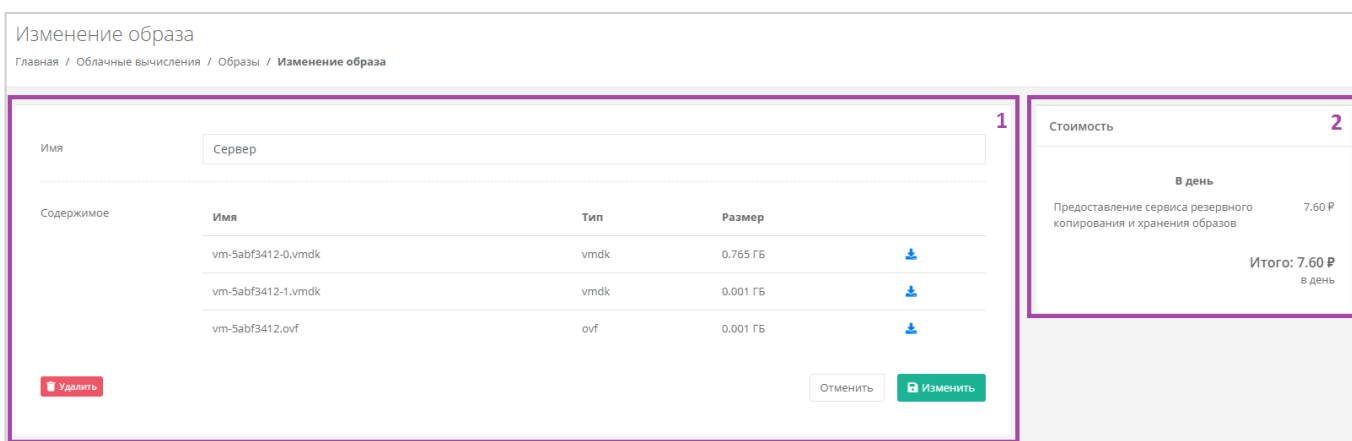 Изменение образа
Главная / Облачные вычисления / Образы / Изменение образа
1
Имя
Сервер
Содержимое
Имя Тип Размер
vm-5abf3412-0.vmdk vmdk 0.765 ГБ
vm-5abf3412-1.vmdk vmdk 0.001 ГБ
vm-5abf3412.ovf ovf 0.001 ГБ
Удалить
Отменить
Изменить
Стоимость 2
В день
Предоставление сервиса резервного 7.60 ₽
копирования и хранения образов
Итого: 7.60 ₽
в день